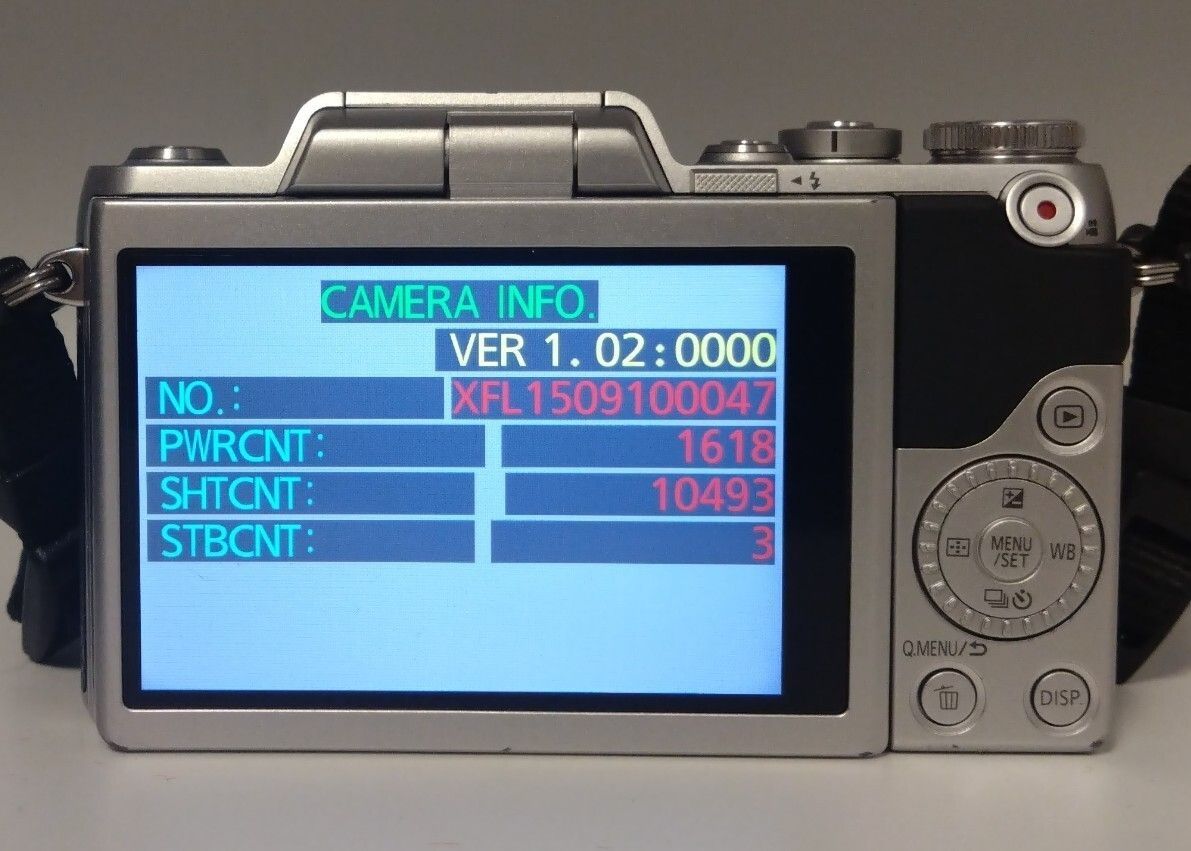 CAMERA INFO.
VER 1. 02:0000
NO.: XFL1509100047
PWRCNT: 1618
SHTCNT: 10493
STBCNT: 3
MENU
/SET
WB
Q.MENU/
DISP.